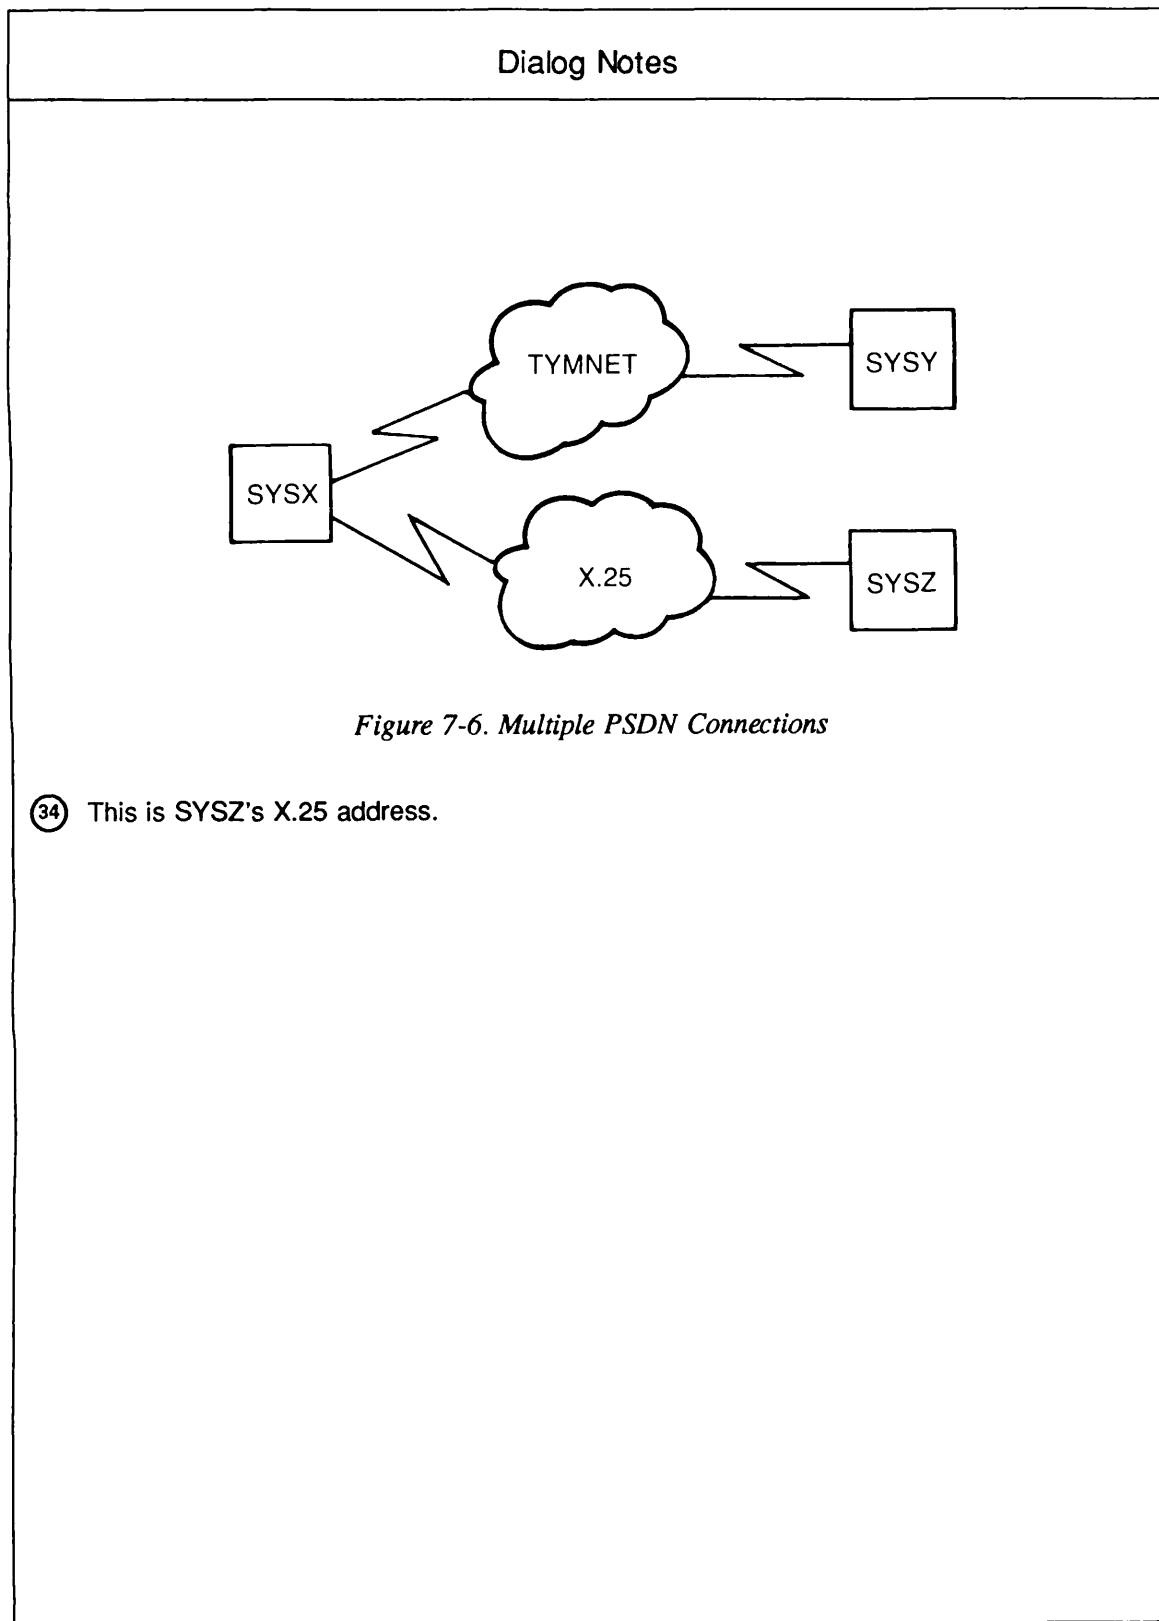 Dialog Notes
TYMNET
SYSY
SYSX
X.25
SYSZ
Figure 7-6. Multiple PSDN Connections
34 This is SYSZ's X.25 address.